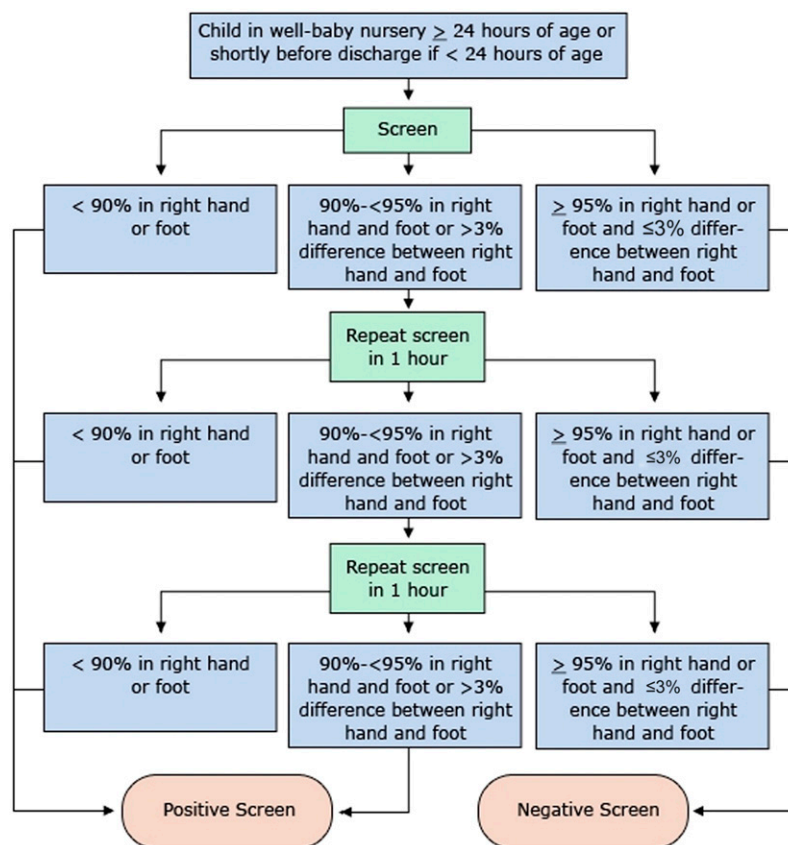 Child in well-baby nursery ≥ 24 hours of age or
shortly before discharge if < 24 hours of age
Screen
< 90% in right hand
or foot
90%-<95% in right
hand and foot or >3%
difference between right
hand and foot
≥ 95% in right hand or
foot and ≤3% differ-
ence between right
hand and foot
Repeat screen
in 1 hour
< 90% in right hand
or foot
90%-<95% in right
hand and foot or >3%
difference between right
hand and foot
≥ 95% in right hand or
foot and ≤3% differ-
ence between right
hand and foot
Repeat screen
in 1 hour
< 90% in right hand
or foot
90%-<95% in right
hand and foot or >3%
difference between right
hand and foot
≥ 95% in right hand or
foot and ≤3% differ-
ence between right
hand and foot
Positive Screen
Negative Screen